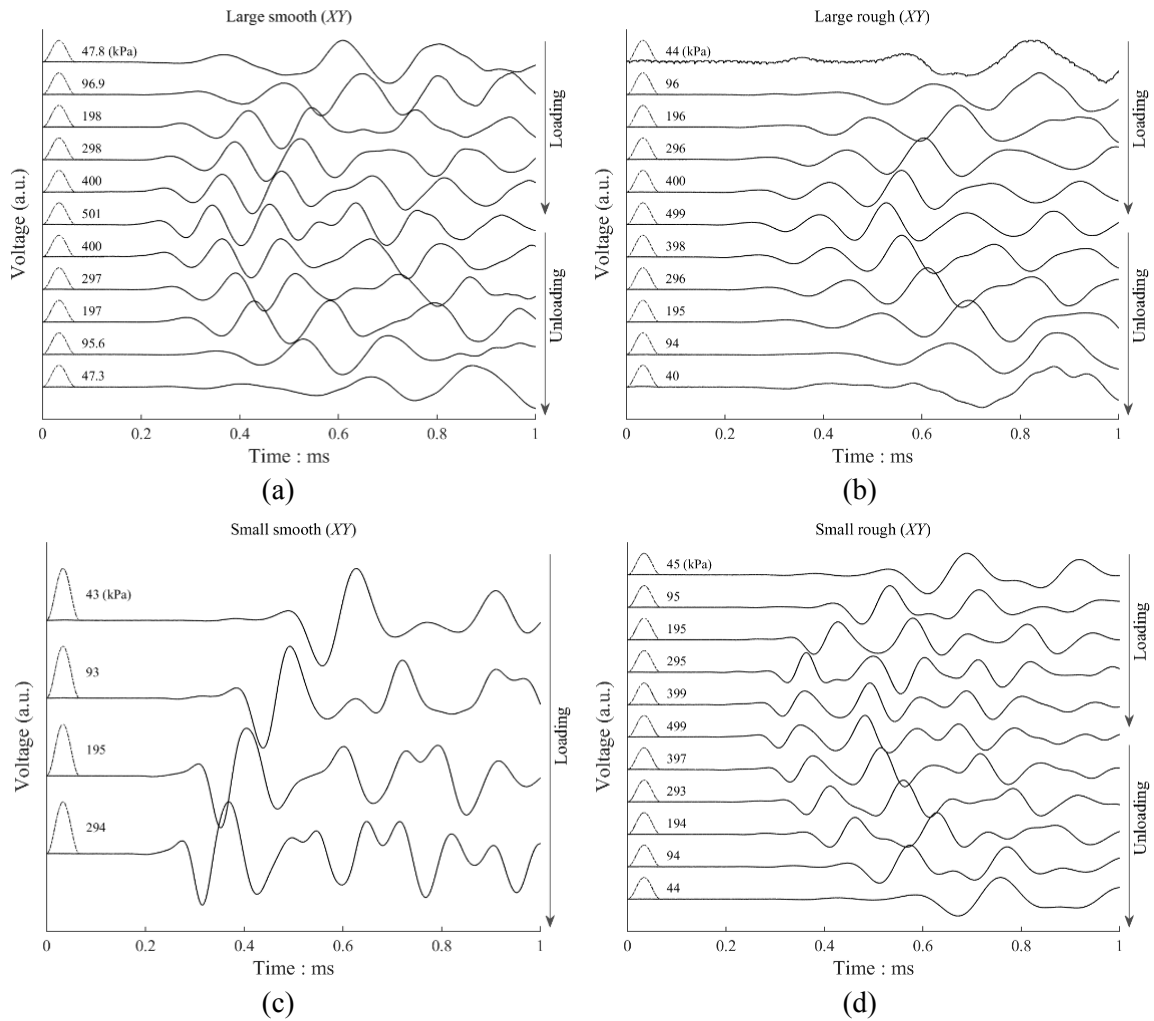 Large smooth (XY)
Voltage (a.u.)
47.8 (kPa)
96.9
198
298
400
501
400
297
197
95.6
47.3
Loading
Unloading
0 0.2 0.4 0.6 0.8 1
Time : ms
(a)
Large rough (XY)
Voltage (a.u.)
44 (kPa)
96
196
296
400
499
398
296
195
94
40
Loading
Unloading
0 0.2 0.4 0.6 0.8 1
Time : ms
(b)
Small smooth (XY)
Voltage (a.u.)
43 (kPa)
93
195
294
Loading
0 0.2 0.4 0.6 0.8 1
Time : ms
(c)
Small rough (XY)
Voltage (a.u.)
45 (kPa)
95
195
295
399
499
397
293
194
94
44
Loading
Unloading
0 0.2 0.4 0.6 0.8 1
Time : ms
(d)